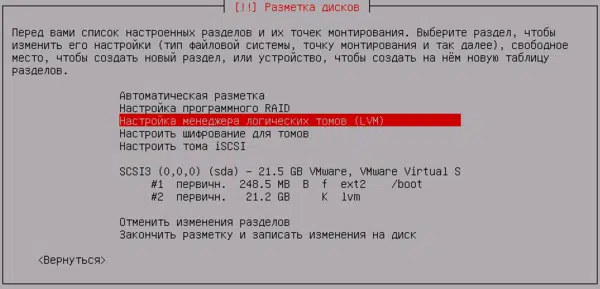 [!!] Разметка дисков
Перед вами список настроенных разделов и их точек монтирования. Выберите раздел, чтобы
изменить его настройки (тип файловой системы, точку монтирования и так далее), свободное
место, чтобы создать новый раздел, или устройство, чтобы создать на нём новую таблицу
разделов.
Автоматическая разметка
Настройка программного RAID
Настройка менеджера логических томов (LVM)
Настроить шифрование для томов
Настроить тома iSCSI
SCSI3 (0,0,0) (sda) – 21.5 GB VMware, VMware Virtual S
#1 первичн. 248.5 MB B f ext2 /boot
#2 первичн. 21.2 GB K lvm
Отменить изменения разделов
Закончить разметку и записать изменения на диск
<Вернуться>